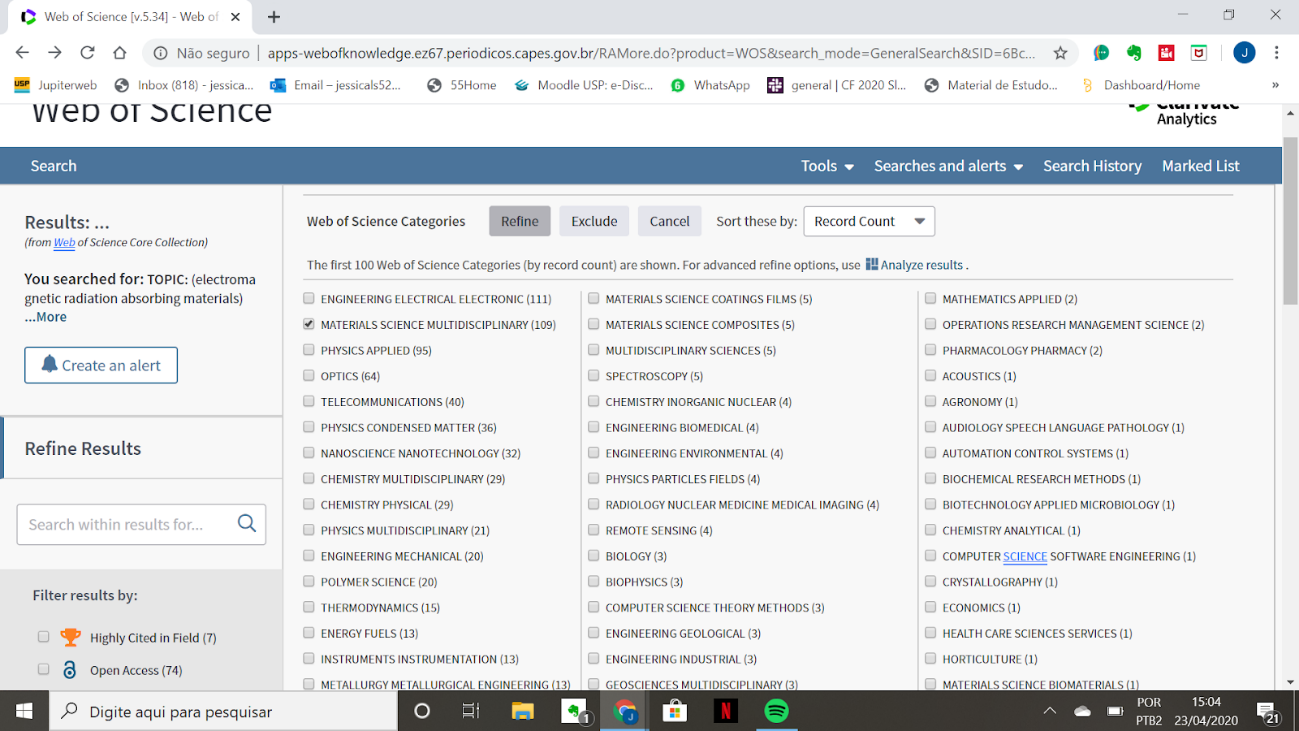 Web of Science [v.5.34] - Web of
Não seguro
apps-webofknowledge.ez67.periodicos.capes.gov.br/RAMore.do?product=WOS&search_mode=GeneralSearch&SID=6Bc...
J
USP Jupiterweb
Inbox (818) - jessica...
Email – jessicals52...
55Home
Moodle USP: e-Disc...
6 WhatsApp
general | CF 2020 Sl...
Material de Estudo...
Dashboard/Home
»
Web of Science
Clarivate
Analytics
Search
Tools
Searches and alerts
Search History
Marked List
Results: ...
(from Web of Science Core Collection)
You searched for: TOPIC: (electroma
gnetic radiation absorbing materials)
...More
Create an alert
Refine Results
Search within results for...
Filter results by:
Highly Cited in Field (7)
Open Access (74)
Web of Science Categories
Refine
Exclude
Cancel
Sort these by:
Record Count
The first 100 Web of Science Categories (by record count) are shown. For advanced refine options, use Analyze results .
ENGINEERING ELECTRICAL ELECTRONIC (111)
MATERIALS SCIENCE MULTIDISCIPLINARY (109)
PHYSICS APPLIED (95)
OPTICS (64)
TELECOMMUNICATIONS (40)
PHYSICS CONDENSED MATTER (36)
NANOSCIENCE NANOTECHNOLOGY (32)
CHEMISTRY MULTIDISCIPLINARY (29)
CHEMISTRY PHYSICAL (29)
PHYSICS MULTIDISCIPLINARY (21)
ENGINEERING MECHANICAL (20)
POLYMER SCIENCE (20)
THERMODYNAMICS (15)
ENERGY FUELS (13)
INSTRUMENTS INSTRUMENTATION (13)
METALLURGY METALLURGICAL ENGINEERING (13)
MATERIALS SCIENCE COATINGS FILMS (5)
MATERIALS SCIENCE COMPOSITES (5)
MULTIDISCIPLINARY SCIENCES (5)
SPECTROSCOPY (5)
CHEMISTRY INORGANIC NUCLEAR (4)
ENGINEERING BIOMEDICAL (4)
ENGINEERING ENVIRONMENTAL (4)
PHYSICS PARTICLES FIELDS (4)
RADIOLOGY NUCLEAR MEDICINE MEDICAL IMAGING (4)
REMOTE SENSING (4)
BIOLOGY (3)
BIOPHYSICS (3)
COMPUTER SCIENCE THEORY METHODS (3)
ENGINEERING GEOLOGICAL (3)
ENGINEERING INDUSTRIAL (3)
GEOSCIENCES MULTIDISCIPLINARY (3)
MATHEMATICS APPLIED (2)
OPERATIONS RESEARCH MANAGEMENT SCIENCE (2)
PHARMACOLOGY PHARMACY (2)
ACOUSTICS (1)
AGRONOMY (1)
AUDIOLOGY SPEECH LANGUAGE PATHOLOGY (1)
AUTOMATION CONTROL SYSTEMS (1)
BIOCHEMICAL RESEARCH METHODS (1)
BIOTECHNOLOGY APPLIED MICROBIOLOGY (1)
CHEMISTRY ANALYTICAL (1)
COMPUTER SCIENCE SOFTWARE ENGINEERING (1)
CRYSTALLOGRAPHY (1)
ECONOMICS (1)
HEALTH CARE SCIENCES SERVICES (1)
HORTICULTURE (1)
MATERIALS SCIENCE BIOMATERIALS (1)
Digite aqui para pesquisar
1
J
N
POR
PTB2
15:04
23/04/2020
21